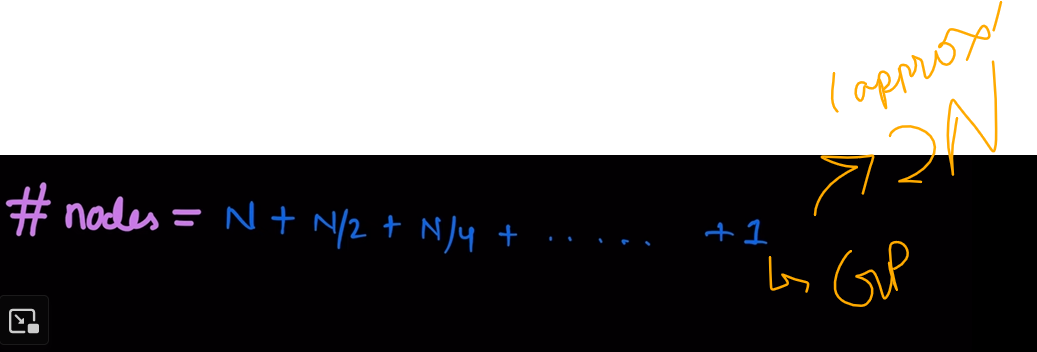 (approx)
2N
# nodes = N + N/2 + N/4 + ...... + 1
GP